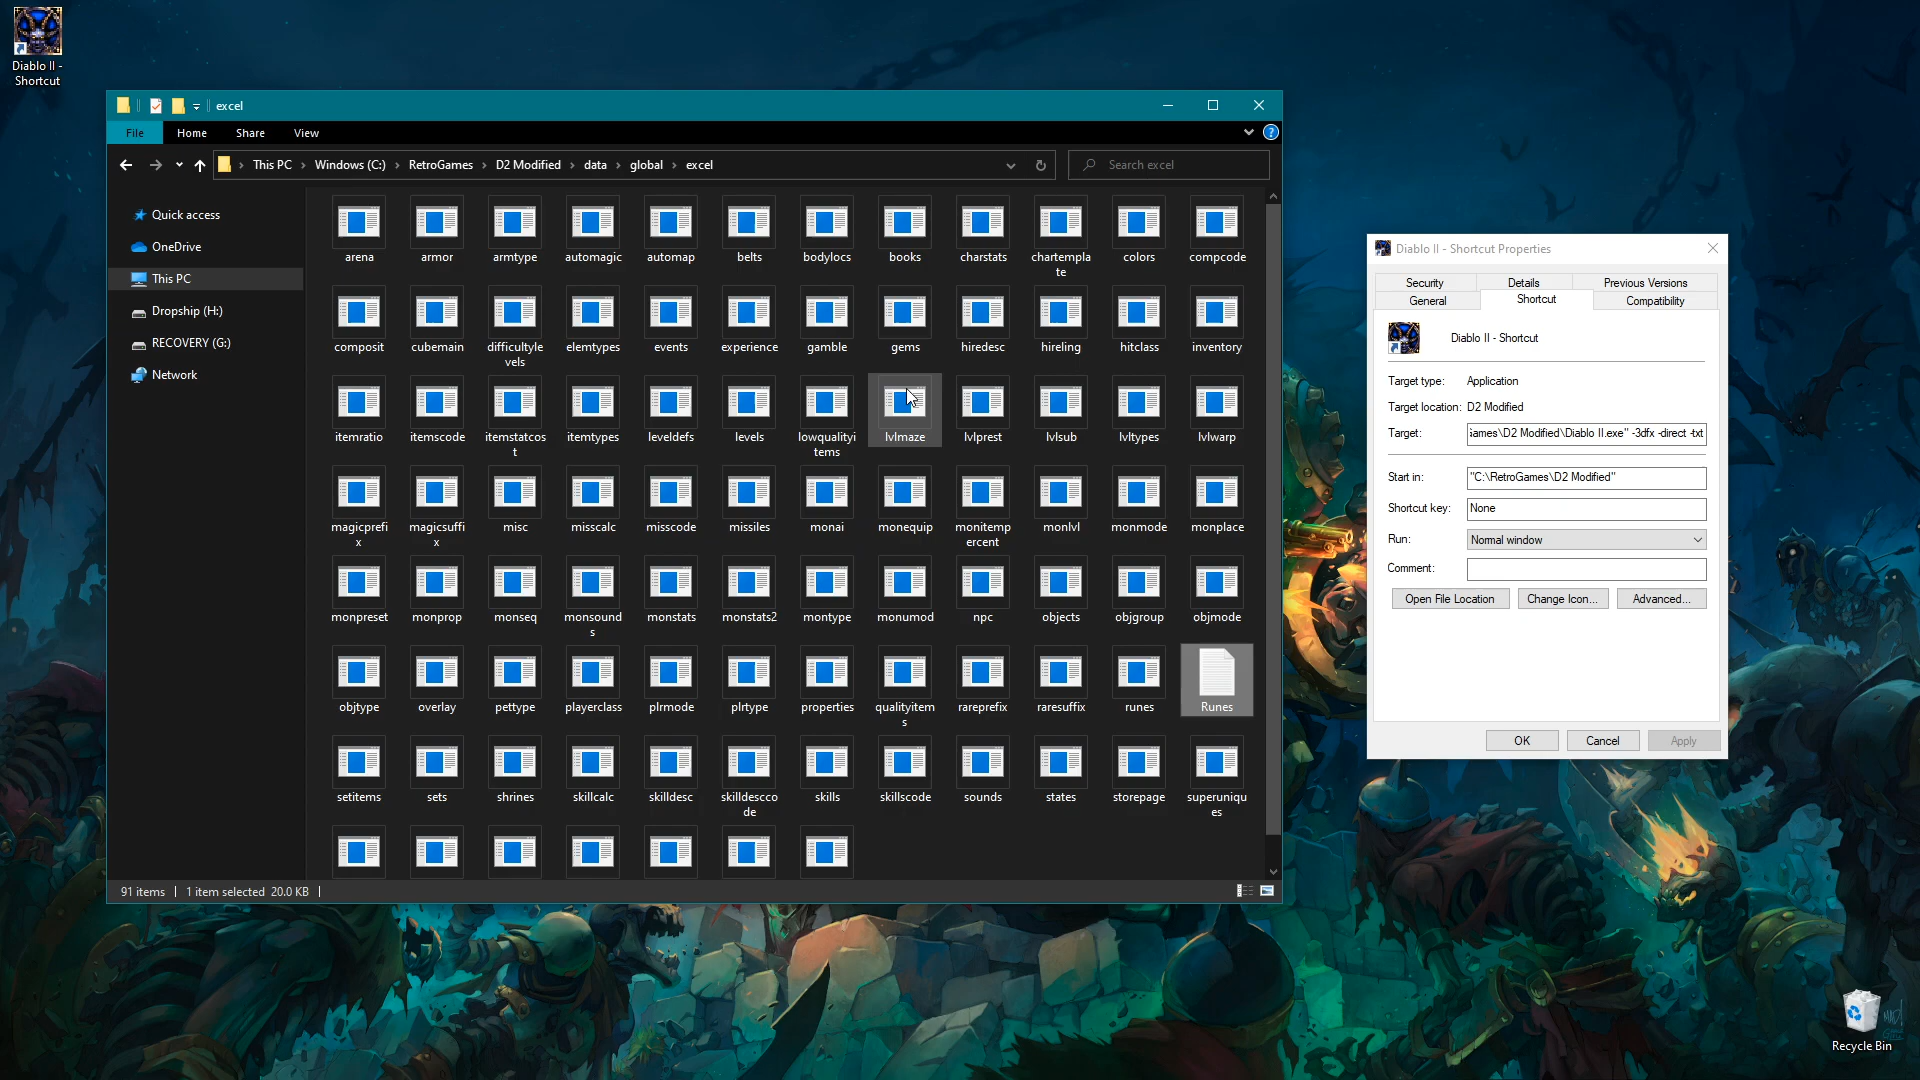 Diablo II -
Shortcut
excel
File Home Share View
This PC Windows (C:) RetroGames D2 Modified data global excel
Search excel
Quick access
OneDrive
This PC
Dropship (H:)
RECOVERY (G:)
Network
arena armor armtype automagic automap belts bodylocs books charstats chartempla colors compcode
te
composit cubemain difficultyle elemtypes events experience gamble gems hiredesc hireling hitclass inventory
vels
itemratio itemscode itemstatcos itemtypes leveldefs levels lowqualityi lvlmaze lvlprest lvlsub lvltypes lvlwarp
t tems
magicprefi magicsuffi misc misscalc misscode missiles monai monequip monitemp monlvl monmode monplace
x x ercent
monpreset monprop monseq monsound monstats monstats2 montype monumod npc objects objgroup objmode
s
objtype overlay pettype playerclass plrmode plrtype properties qualityitem rareprefix raresuffix runes Runes
s
setitems sets shrines skillcalc skilldesc skilldescco skills skillscode sounds states storepage superuniqu
de es
91 items 1 item selected 20.0 KB
Diablo II - Shortcut Properties
Security Details Previous Versions
General Shortcut Compatibility
Diablo II - Shortcut
Target type: Application
Target location: D2 Modified
Target: Games\D2 Modified\Diablo II.exe" -3dfx -direct -txt
Start in: "C:\RetroGames\D2 Modified"
Shortcut key: None
Run: Normal window
Comment:
Open File Location Change Icon... Advanced...
OK Cancel Apply
Recycle Bin